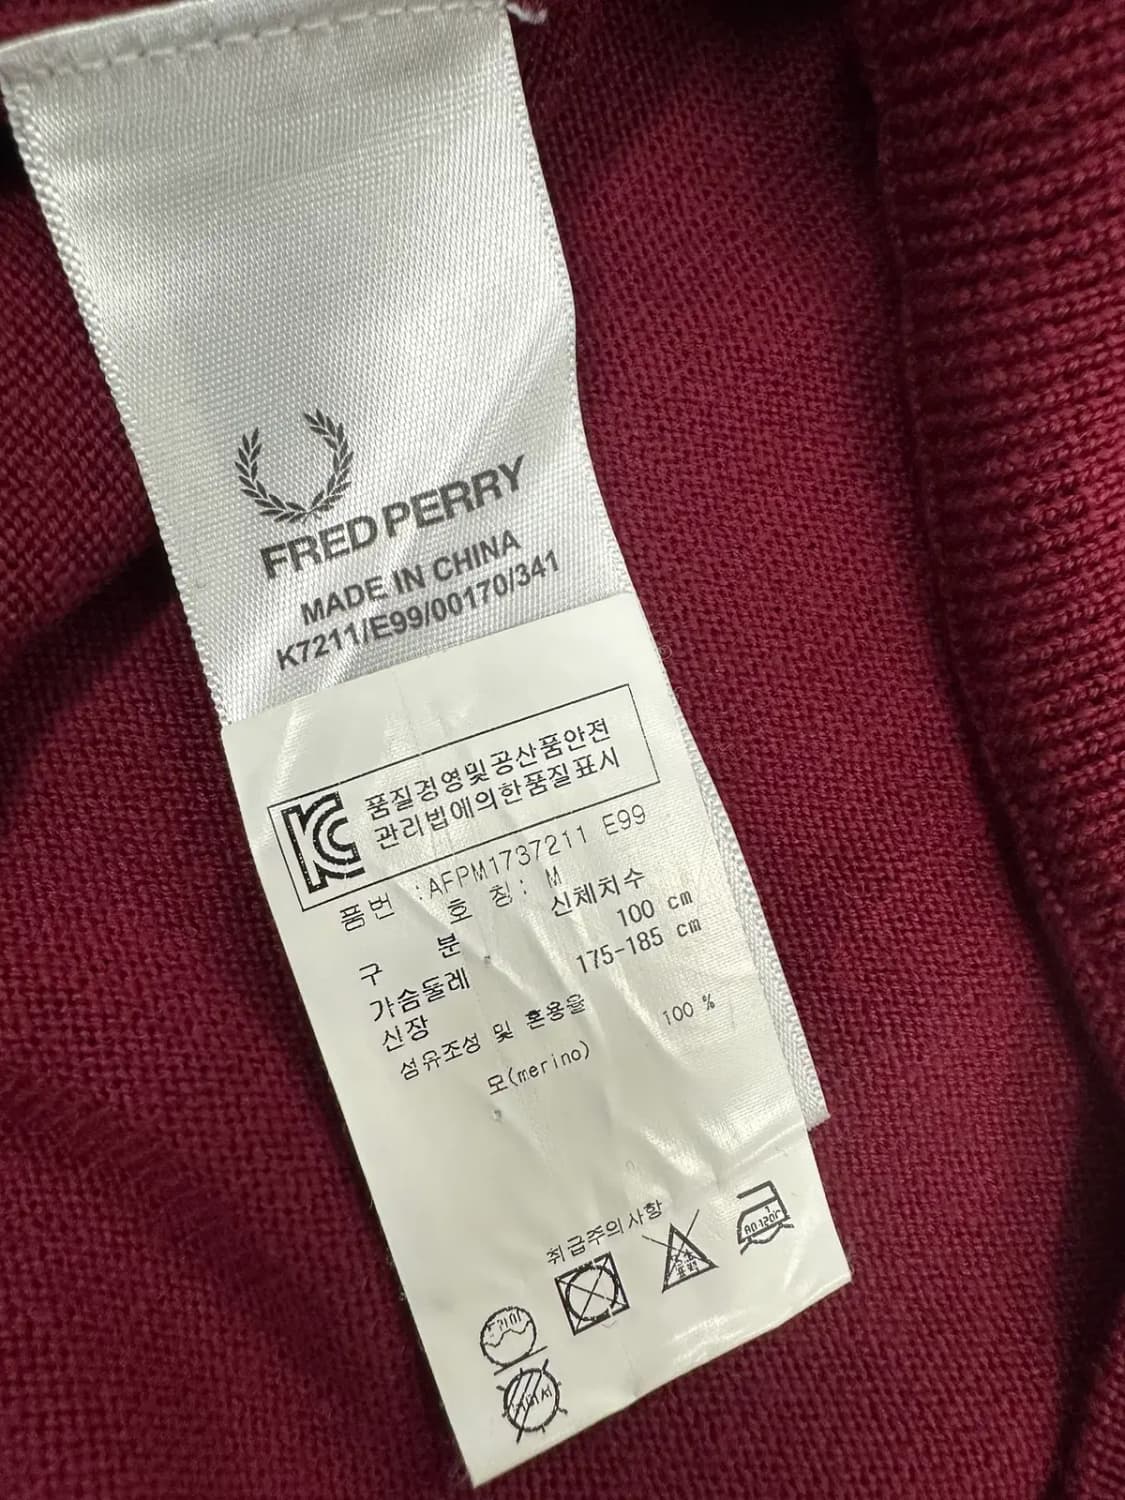 FRED PERRY
MADE IN CHINA
K7211/E99/00170/341
품질경영및공산품안전
관리법에의한품질표시
품번 :AFPM1737211 E99
호 칭: M
구 분 신체치수
가슴둘레 100 cm
신장 175-185 cm
섬유조성 및 혼용율
모(merino) 100 %
취급주의사항